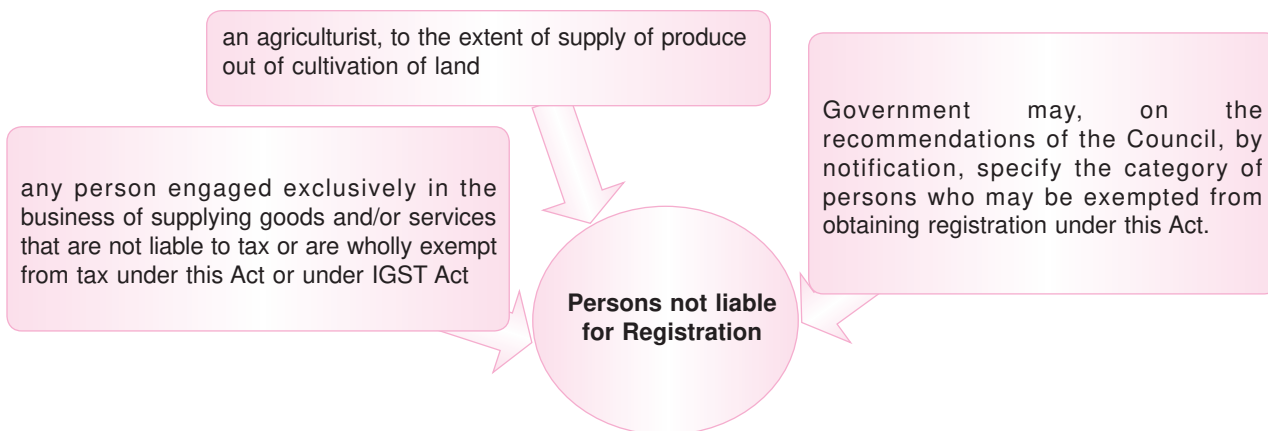 an agriculturist, to the extent of supply of produce
out of cultivation of land
any person engaged exclusively in the
business of supplying goods and/or services
that are not liable to tax or are wholly exempt
from tax under this Act or under IGST Act
Government may, on the
recommendations of the Council, by
notification, specify the category of
persons who may be exempted from
obtaining registration under this Act.
Persons not liable
for Registration